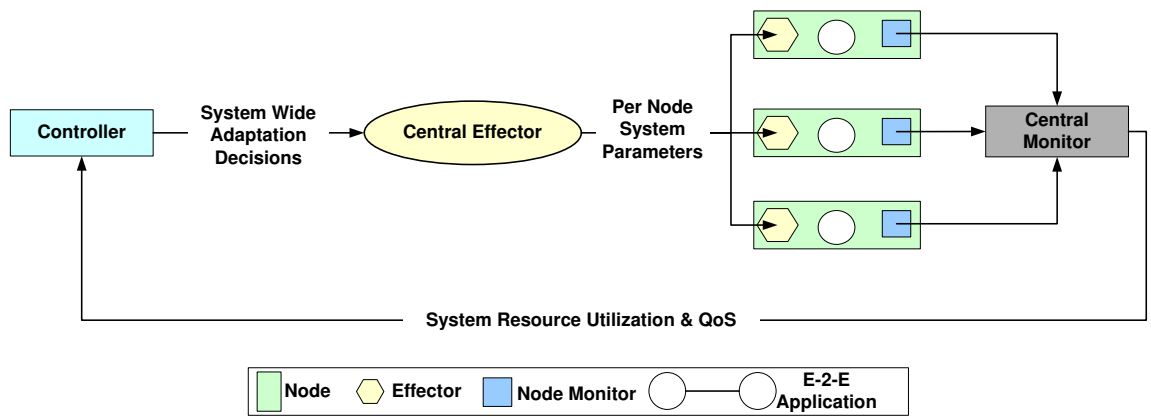 Controller
System Wide
Adaptation
Decisions
Central Effector
Per Node
System
Parameters
Central
Monitor
System Resource Utilization & QoS
Node
Effector
Node Monitor
E-2-E
Application